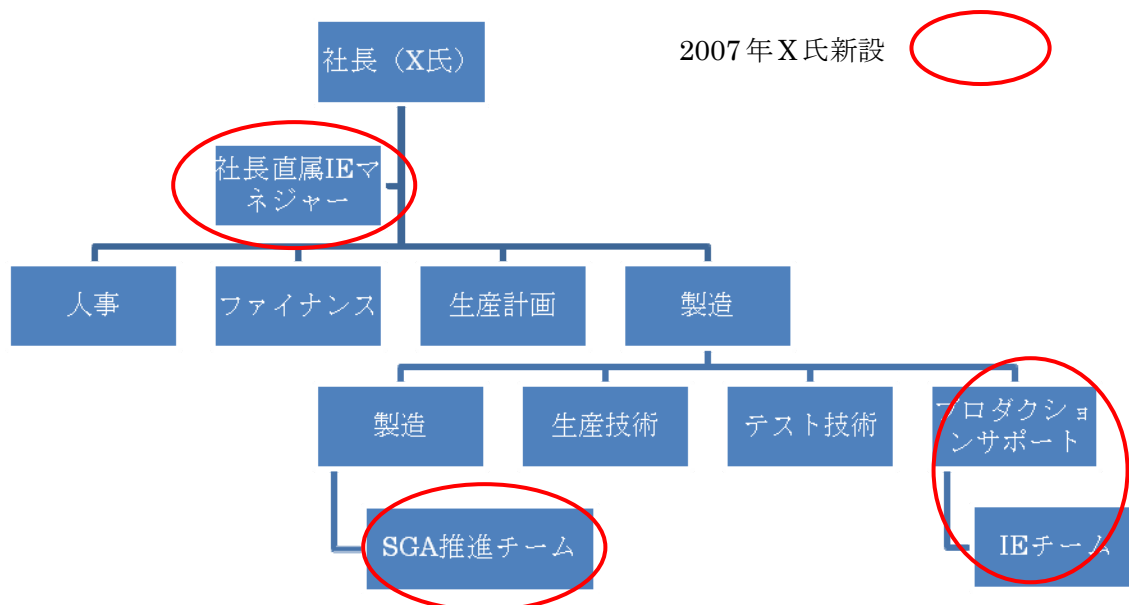 社長（X氏）
2007年X氏新設
社長直属IEマ
ネジャー
人事
ファイナンス
生産計画
製造
製造
生産技術
テスト技術
プロダクショ
ンサポート
SGA推進チーム
IEチーム